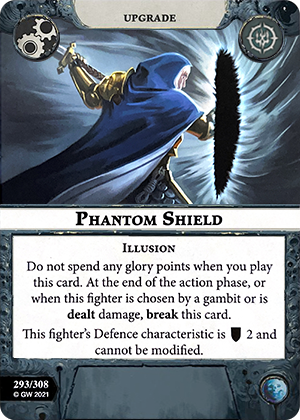 UPGRADE
PHANTOM SHIELD
ILLUSION
Do not spend any glory points when you play
this card. At the end of the action phase, or
when this fighter is chosen by a gambit or is
dealt damage, break this card.
This fighter's Defence characteristic is 2 and
cannot be modified.
293/308
© GW 2021